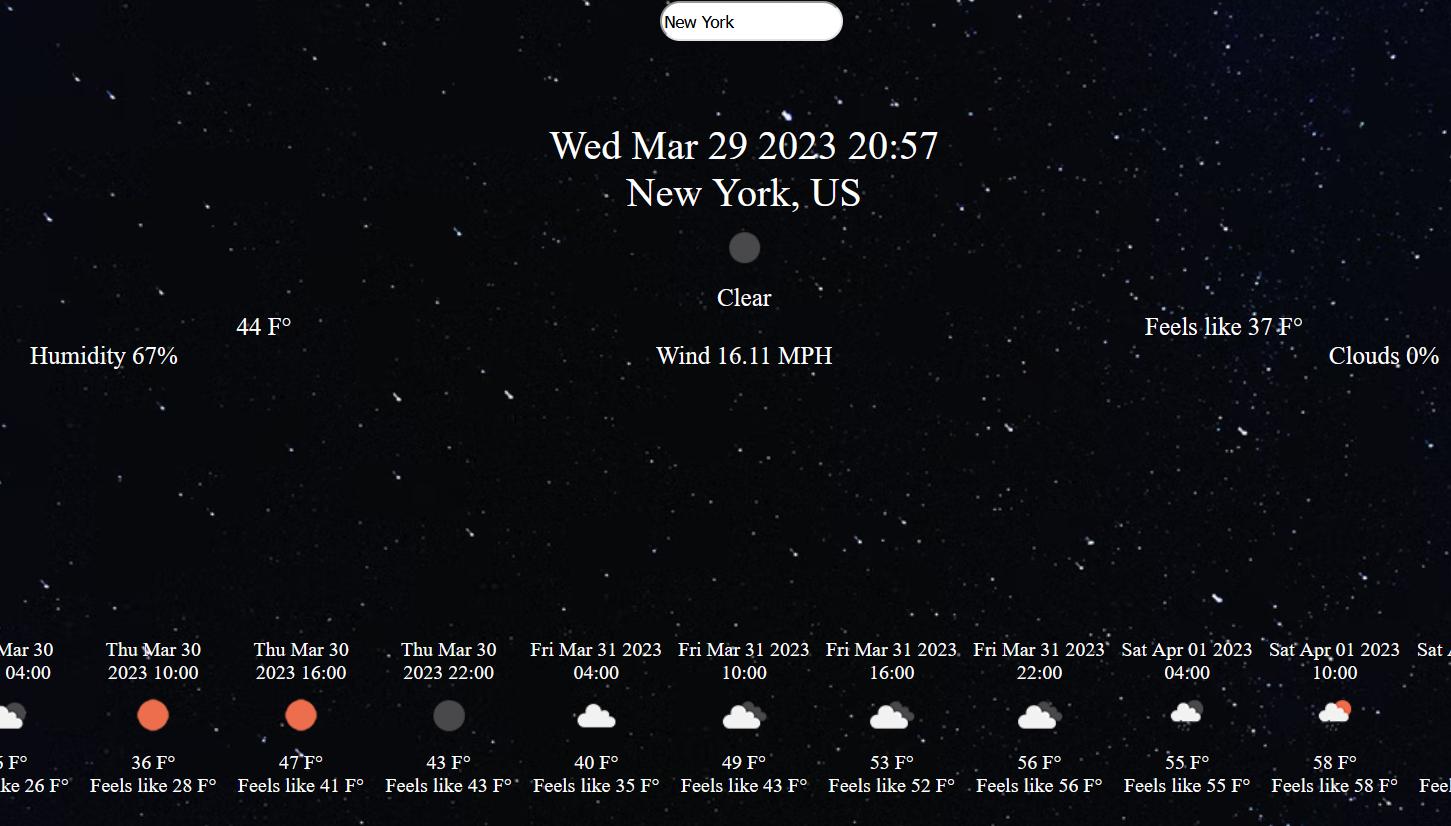 New York
Wed Mar 29 2023 20:57
New York, US
Clear
44 F°
Feels like 37 F°
Humidity 67%
Wind 16.11 MPH
Clouds 0%
Mar 30
04:00
F°
26 F°
Thu Mar 30
2023 10:00
36 F°
Feels like 28 F°
Thu Mar 30
2023 16:00
47 F°
Feels like 41 F°
Thu Mar 30
2023 22:00
43 F°
Feels like 43 F°
Fri Mar 31 2023
04:00
40 F°
Feels like 35 F°
Fri Mar 31 2023
10:00
49 F°
Feels like 43 F°
Fri Mar 31 2023
16:00
53 F°
Feels like 52 F°
Fri Mar 31 2023
22:00
56 F°
Feels like 56 F°
Sat Apr 01 2023
04:00
55 F°
Feels like 55 F°
Sat Apr 01 2023
10:00
58 F°
Feels like 58 F°
Sat